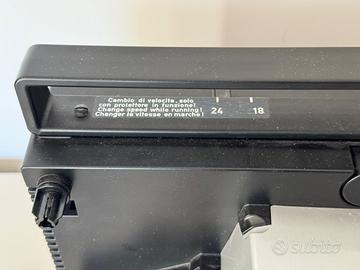 Cambio di velocità, solo
con proiettore in funzione!
Change speed while running!
Changer la vitesse en marche!
24
18
subito